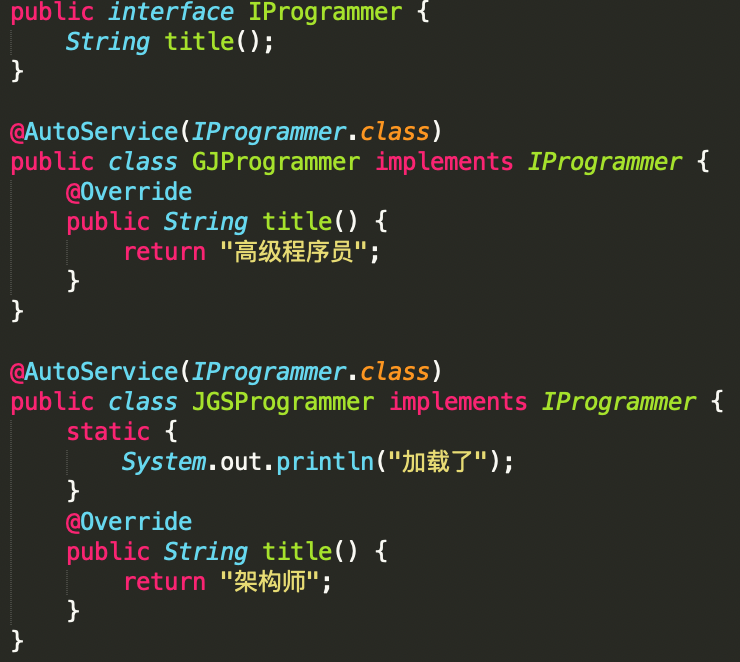 public interface IProgrammer {
String title();
}
@AutoService(IProgrammer.class)
public class GJProgrammer implements IProgrammer {
@Override
public String title() {
return "高级程序员";
}
}
@AutoService(IProgrammer.class)
public class JGSProgrammer implements IProgrammer {
static {
System.out.println("加载了");
}
@Override
public String title() {
return "架构师";
}
}